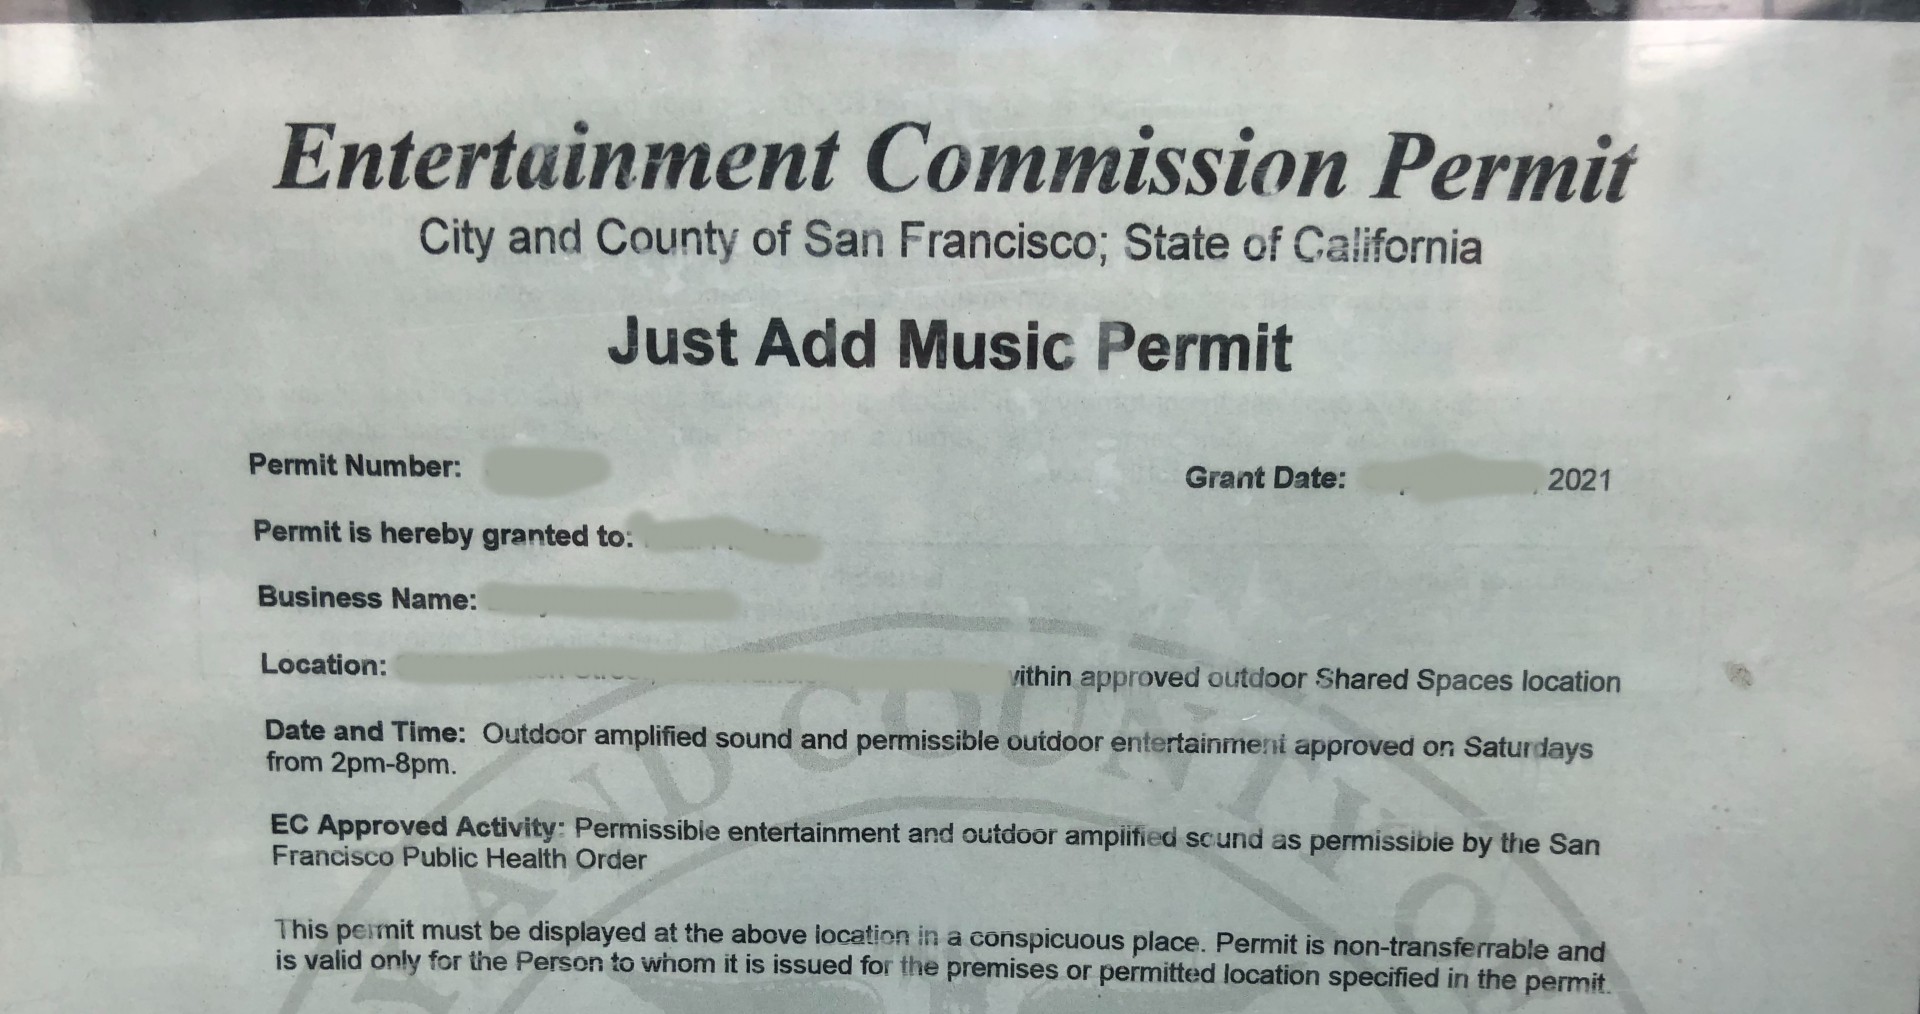 Entertainment Commission Permit
City and County of San Francisco; State of California
Just Add Music Permit
Permit Number:
Grant Date: 2021
Permit is hereby granted to:
Business Name:
Location: within approved outdoor Shared Spaces location
Date and Time: Outdoor amplified sound and permissible outdoor entertainment approved on Saturdays
from 2pm-8pm.
EC Approved Activity: Permissible entertainment and outdoor amplified sound as permissible by the San
Francisco Public Health Order
This permit must be displayed at the above location in a conspicuous place. Permit is non-transferrable and
is valid only for the Person to whom it is issued for the premises or permitted location specified in the permit.
Y AND COUNTY O